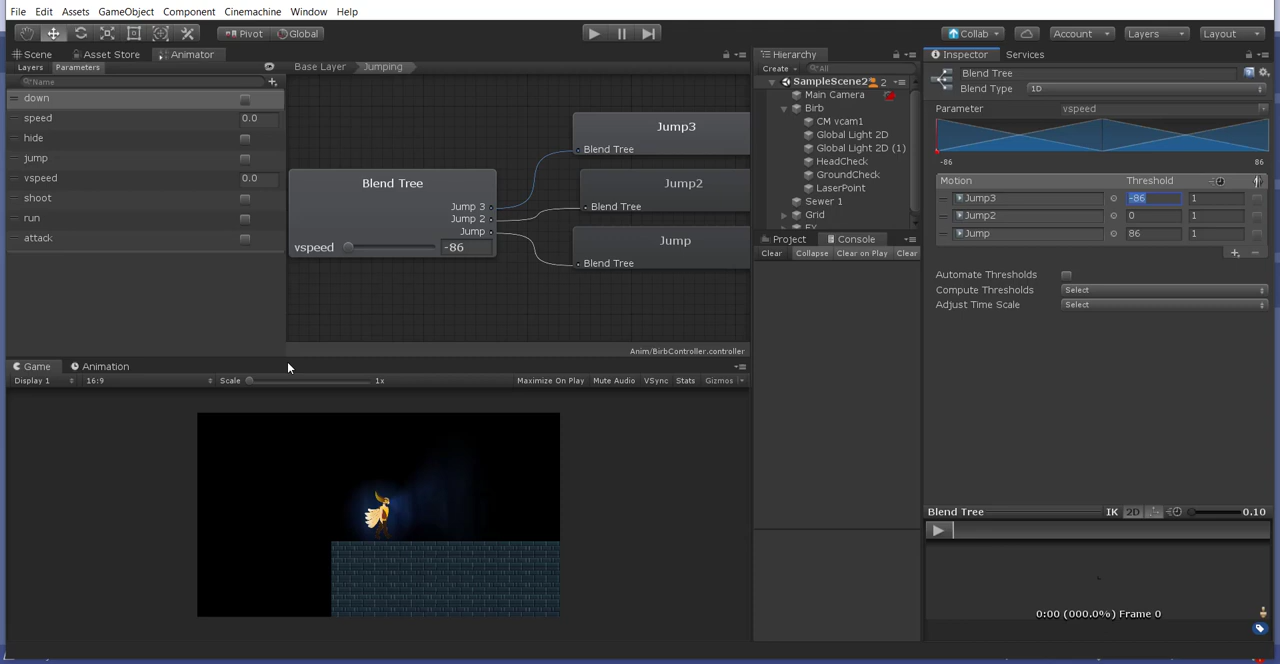 File Edit Assets GameObject Component Cinemachine Window Help
Pivot Global Collab Account Layers Layout
Scene Asset Store Animator Hierarchy Inspector Services
Layers Parameters Base Layer Jumping Create All
Name
down
speed 0.0
hide
jump
vspeed 0.0
shoot
run
attack
Blend Tree
Jump 3
Jump 2
Jump
vspeed -86
Jump3
Blend Tree
Jump2
Blend Tree
Jump
Blend Tree
Anim/BirbController.controller
Game Animation
Display 1 16:9 Scale 1x Maximize On Play Mute Audio VSync Stats Gizmos
SampleScene2 2
Main Camera
Birb
CM vcam1
Global Light 2D
Global Light 2D (1)
HeadCheck
GroundCheck
LaserPoint
Sewer 1
Grid
Project Console
Clear Collapse Clear on Play Clear
Blend Tree
Blend Type 1D
Parameter vspeed
-86 86
Motion Threshold
Jump3 -86 1
Jump2 0 1
Jump 86 1
Automate Thresholds
Compute Thresholds Select
Adjust Time Scale Select
Blend Tree IK 2D 0.10
0:00 (000.0%) Frame 0